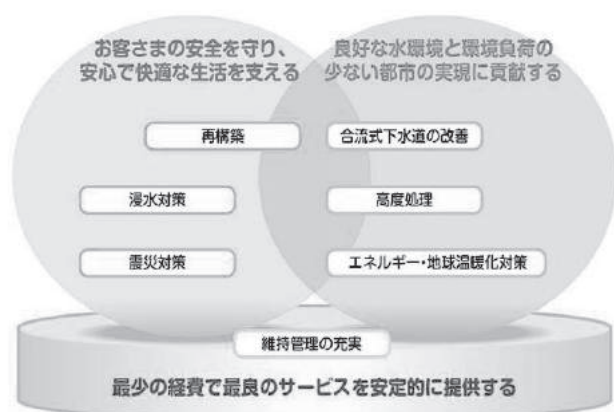 お客さまの安全を守り、
安心で快適な生活を支える
良好な水環境と環境負荷の
少ない都市の実現に貢献する
再構築
合流式下水道の改善
浸水対策
高度処理
震災対策
エネルギー・地球温暖化対策
維持管理の充実
最少の経費で最良のサービスを安定的に提供する